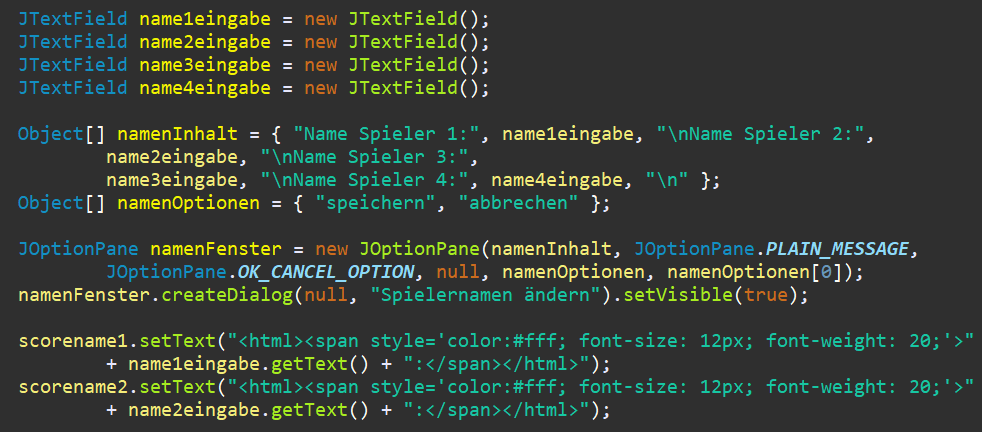 JTextField name1eingabe = new JTextField();
JTextField name2eingabe = new JTextField();
JTextField name3eingabe = new JTextField();
JTextField name4eingabe = new JTextField();
Object[] namenInhalt = { "Name Spieler 1:", name1eingabe, "\nName Spieler 2:",
name2eingabe, "\nName Spieler 3:",
name3eingabe, "\nName Spieler 4:", name4eingabe, "\n" };
Object[] namenOptionen = { "speichern", "abbrechen" };
JOptionPane namenFenster = new JOptionPane(namenInhalt, JOptionPane.PLAIN_MESSAGE,
JOptionPane.OK_CANCEL_OPTION, null, namenOptionen, namenOptionen[0]);
namenFenster.createDialog(null, "Spielernamen ändern").setVisible(true);
scorename1.setText("<html><span style='color:#fff; font-size: 12px; font-weight: 20;'>"
+ name1eingabe.getText() + ":</span></html>");
scorename2.setText("<html><span style='color:#fff; font-size: 12px; font-weight: 20;'>"
+ name2eingabe.getText() + ":</span></html>");